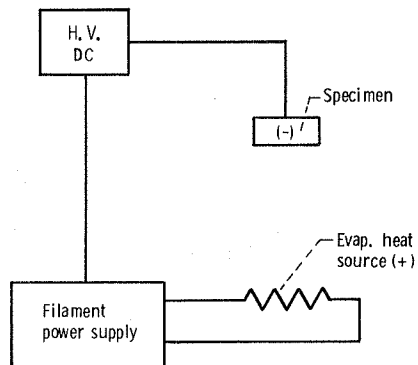 H. V.
DC
Specimen
(-)
Evap. heat
source (+)
Filament
power supply